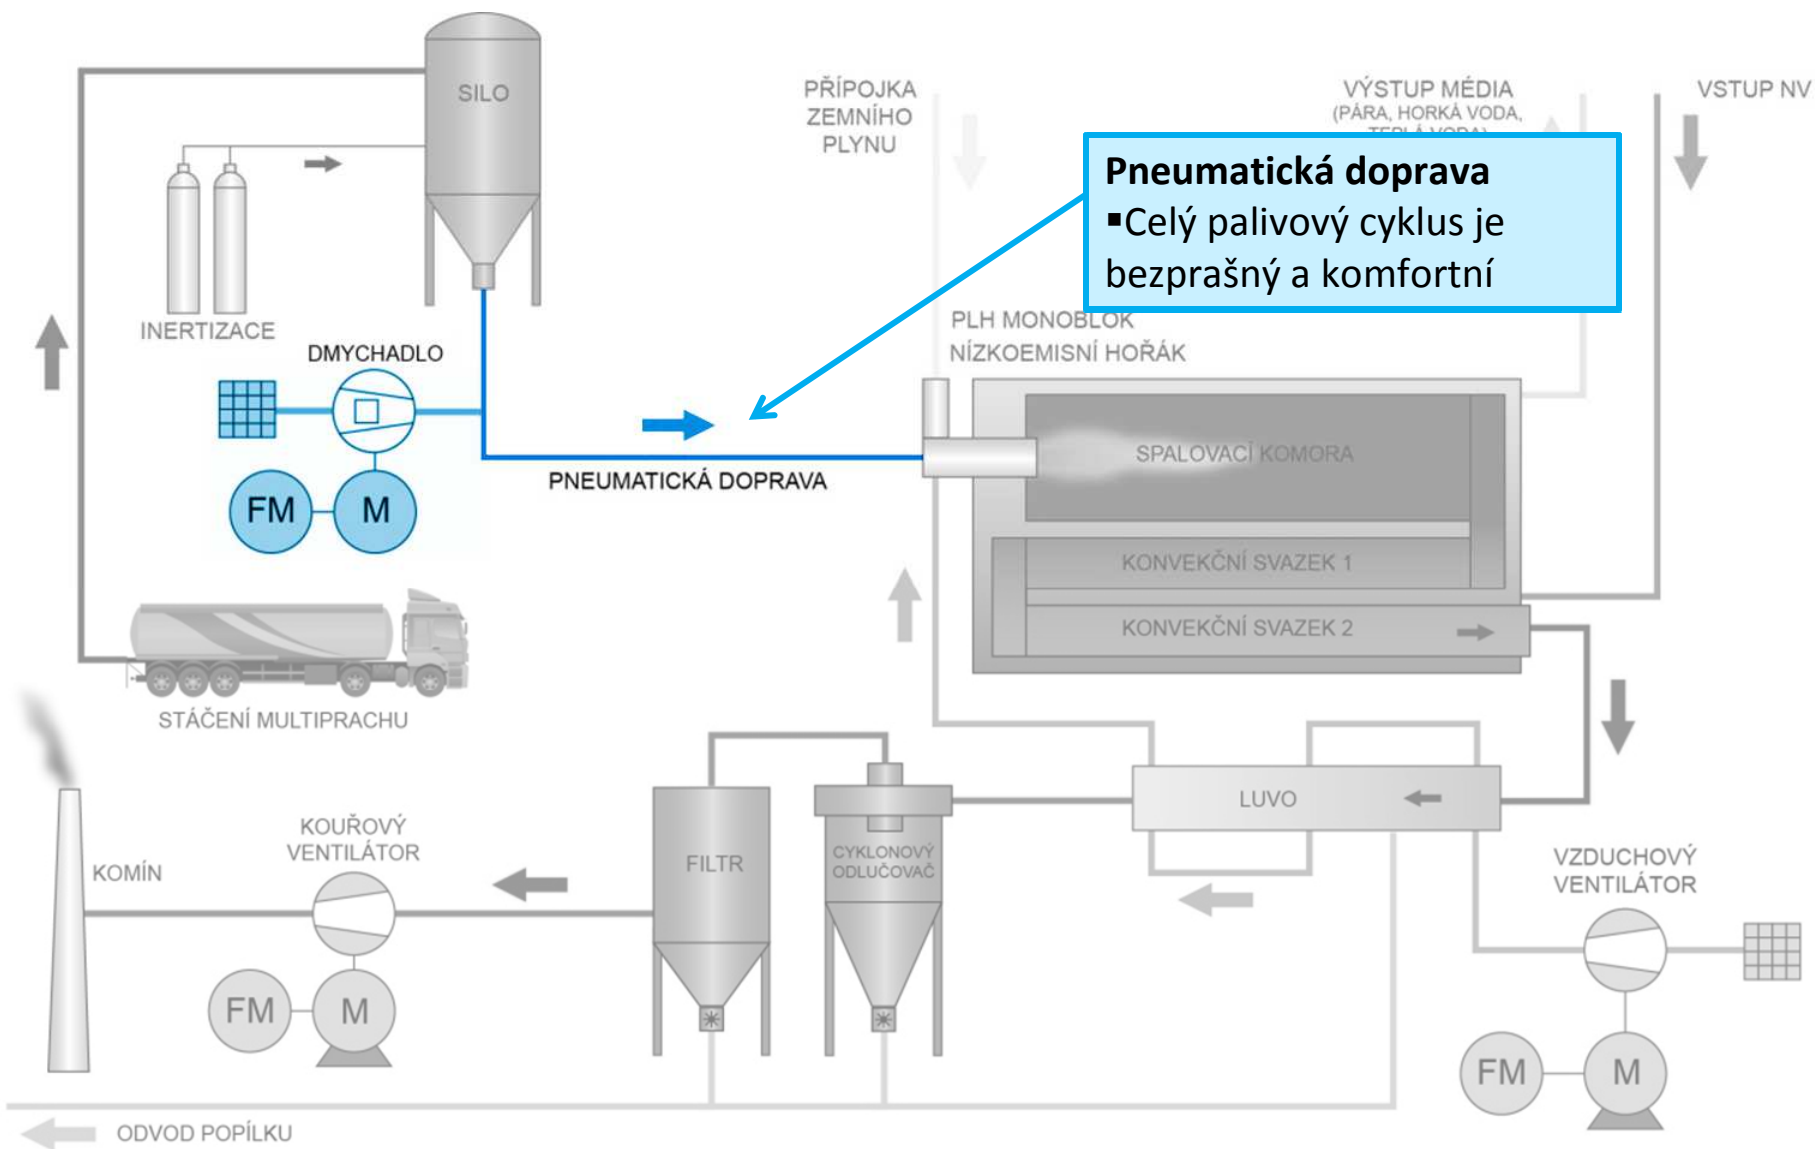 SILO
PŘÍPOJKA
ZEMNÍHO
PLYNU
VÝSTUP MÉDIA
(PÁRA, HORKÁ VODA,
TEPLÁ VODA)
VSTUP NV
Pneumatická doprava
▪Celý palivový cyklus je
bezprašný a komfortní
INERTIZACE
DMYCHADLO
PLH MONOBLOK
NÍZKOEMISNÍ HOŘÁK
SPALOVACÍ KOMORA
PNEUMATICKÁ DOPRAVA
FM
M
KONVEKČNÍ SVAZEK 1
KONVEKČNÍ SVAZEK 2
STÁČENÍ MULTIPRACHU
LUVO
KOUŘOVÝ
VENTILÁTOR
KOMÍN
FILTR
CYKLONOVÝ
ODLUČOVAČ
VZDUCHOVÝ
VENTILÁTOR
FM
M
FM
M
ODVOD POPÍLKU